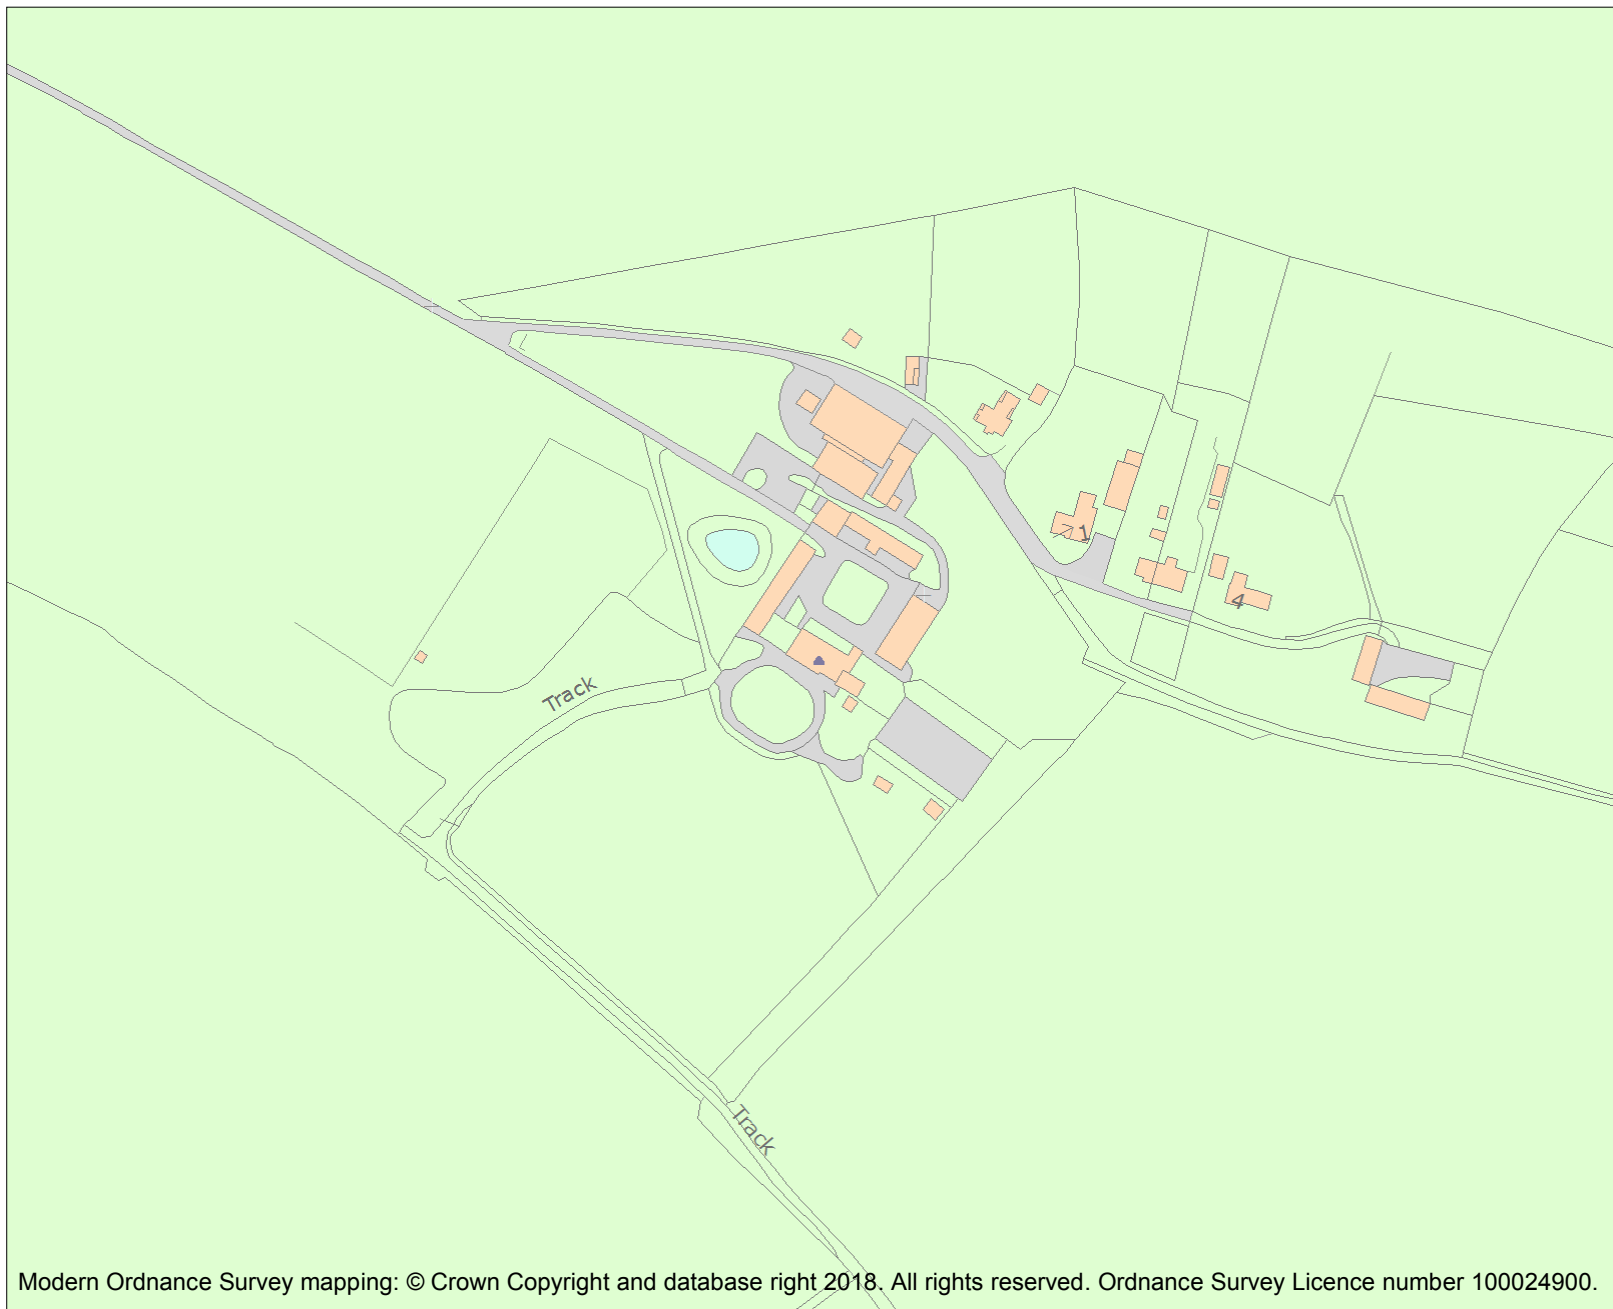 1
4
Track
Track
Modern Ordnance Survey mapping: © Crown Copyright and database right 2018. All rights reserved. Ordnance Survey Licence number 100024900.